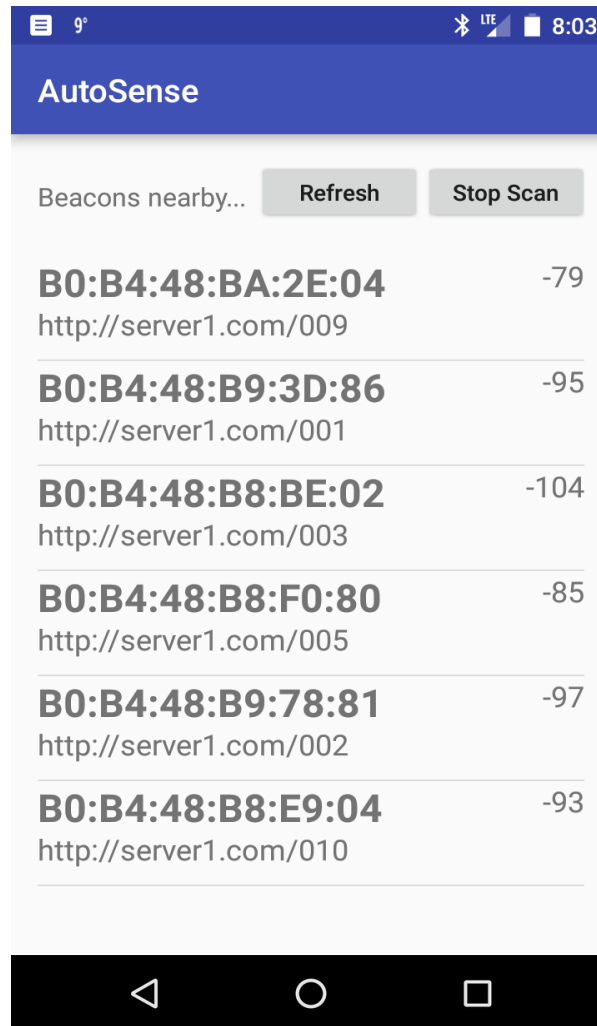 9° LTE 8:03
AutoSense
Beacons nearby... Refresh Stop Scan
B0:B4:48:BA:2E:04 -79
http://server1.com/009
B0:B4:48:B9:3D:86 -95
http://server1.com/001
B0:B4:48:B8:BE:02 -104
http://server1.com/003
B0:B4:48:B8:F0:80 -85
http://server1.com/005
B0:B4:48:B9:78:81 -97
http://server1.com/002
B0:B4:48:B8:E9:04 -93
http://server1.com/010